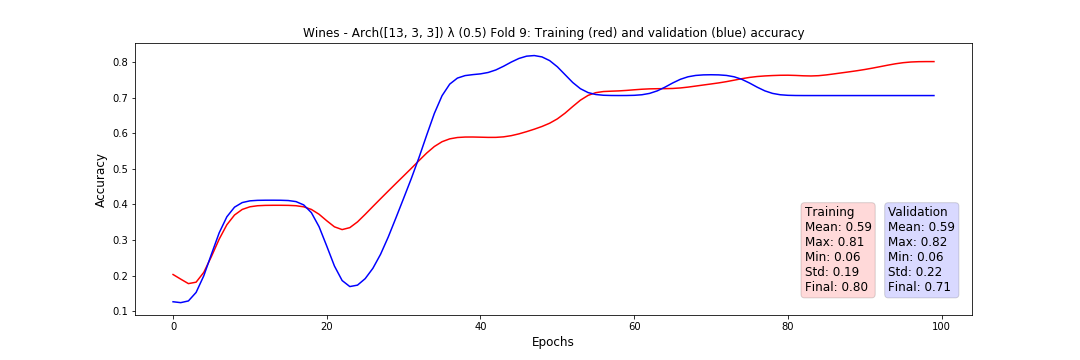 Wines - Arch([13, 3, 3]) λ (0.5) Fold 9: Training (red) and validation (blue) accuracy
0.8
0.7
0.6
0.5
0.4
0.3
0.2
0.1
Accuracy
Training
Mean: 0.59
Max: 0.81
Min: 0.06
Std: 0.19
Final: 0.80
Validation
Mean: 0.59
Max: 0.82
Min: 0.06
Std: 0.22
Final: 0.71
0
20
40
60
80
100
Epochs